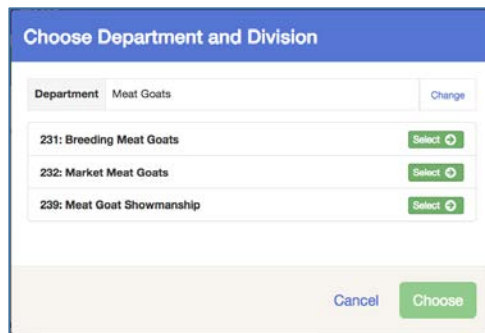 Choose Department and Division
Department Meat Goats Change
231: Breeding Meat Goats Select
232: Market Meat Goats Select
239: Meat Goat Showmanship Select
Cancel Choose